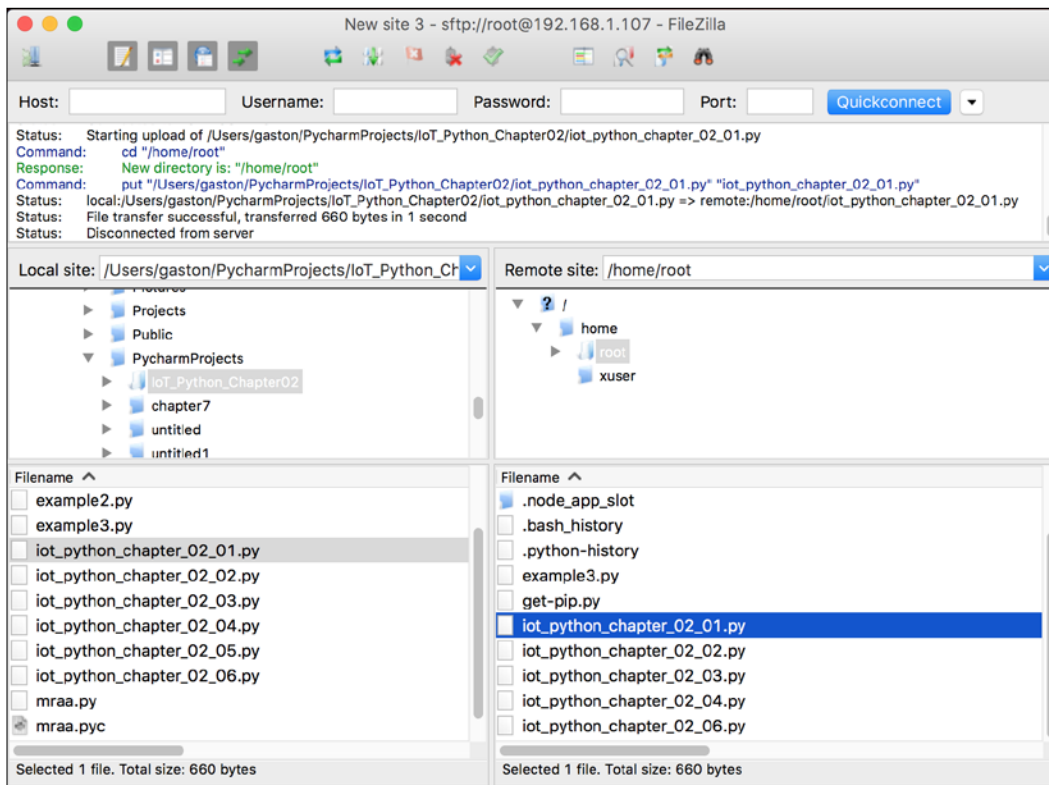 New site 3 - sftp://root@192.168.1.107 - FileZilla
Host: Username: Password: Port: Quickconnect
Status: Starting upload of /Users/gaston/PycharmProjects/IoT_Python_Chapter02/iot_python_chapter_02_01.py
Command: cd "/home/root"
Response: New directory is: "/home/root"
Command: put "/Users/gaston/PycharmProjects/IoT_Python_Chapter02/iot_python_chapter_02_01.py" "iot_python_chapter_02_01.py"
Status: local:/Users/gaston/PycharmProjects/IoT_Python_Chapter02/iot_python_chapter_02_01.py => remote:/home/root/iot_python_chapter_02_01.py
Status: File transfer successful, transferred 660 bytes in 1 second
Status: Disconnected from server
Local site: /Users/gaston/PycharmProjects/IoT_Python_Ch
Pictures
Projects
Public
PycharmProjects
IoT_Python_Chapter02
chapter7
untitled
untitled1
Filename
example2.py
example3.py
iot_python_chapter_02_01.py
iot_python_chapter_02_02.py
iot_python_chapter_02_03.py
iot_python_chapter_02_04.py
iot_python_chapter_02_05.py
iot_python_chapter_02_06.py
mraa.py
mraa.pyc
Selected 1 file. Total size: 660 bytes
Remote site: /home/root
? /
home
root
xuser
Filename
.node_app_slot
.bash_history
.python-history
example3.py
get-pip.py
iot_python_chapter_02_01.py
iot_python_chapter_02_02.py
iot_python_chapter_02_03.py
iot_python_chapter_02_04.py
iot_python_chapter_02_06.py
Selected 1 file. Total size: 660 bytes